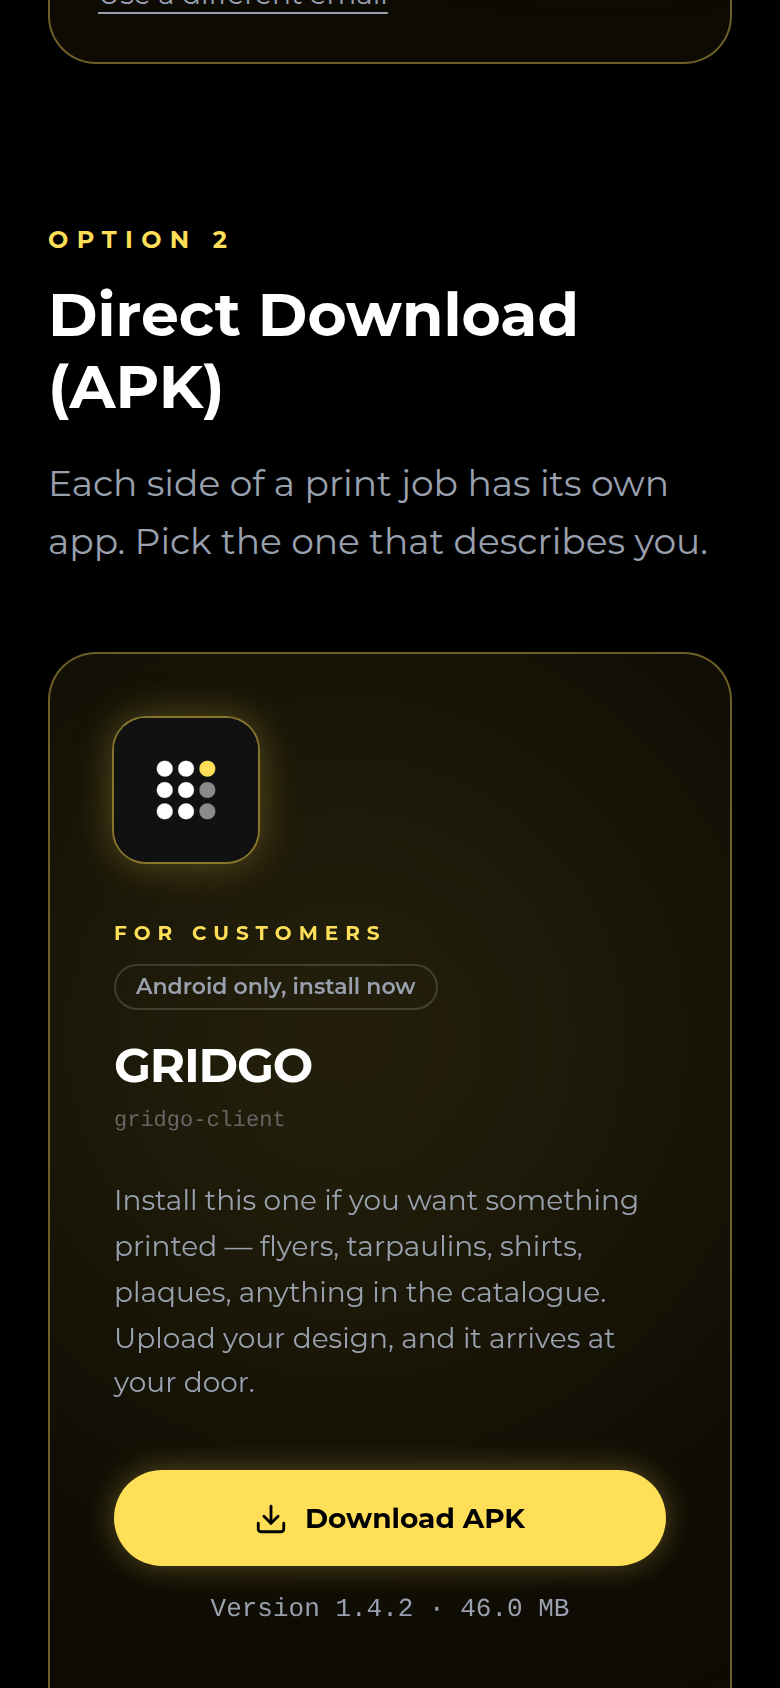 Use a different email
OPTION 2
Direct Download
(APK)
Each side of a print job has its own
app. Pick the one that describes you.
FOR CUSTOMERS
Android only, install now
GRIDGO
gridgo-client
Install this one if you want something
printed — flyers, tarpaulins, shirts,
plaques, anything in the catalogue.
Upload your design, and it arrives at
your door.
Download APK
Version 1.4.2 · 46.0 MB